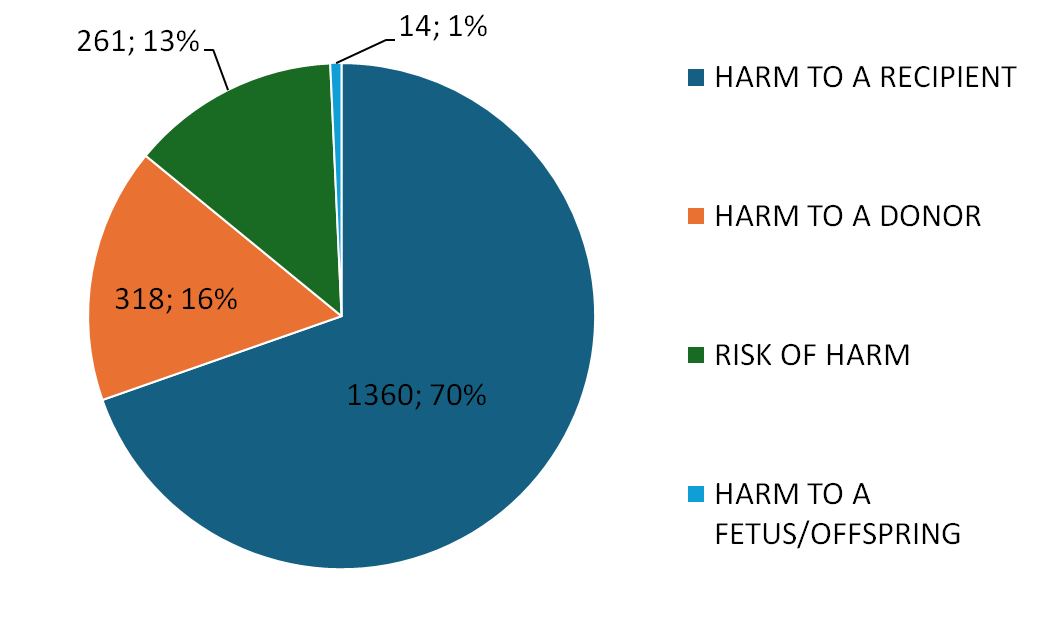 14; 1%
261; 13%
318; 16%
1360; 70%
HARM TO A RECIPIENT
HARM TO A DONOR
RISK OF HARM
HARM TO A
FETUS/OFFSPRING